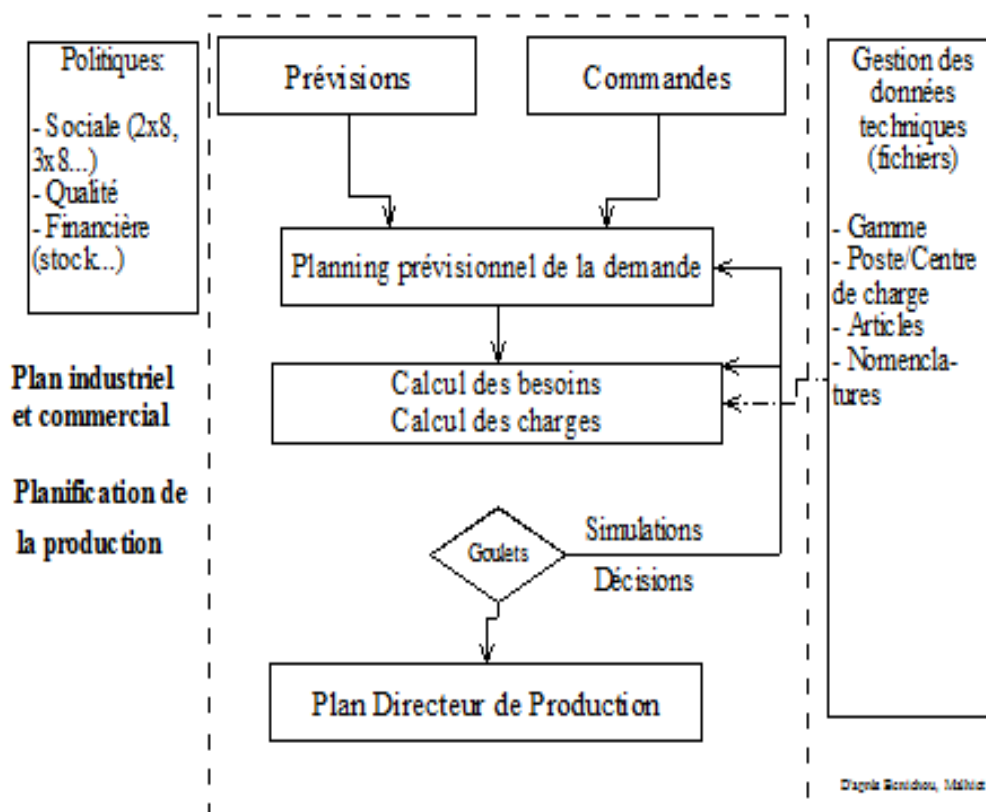 Politiques:
- Sociale (2x8,
3x8...)
- Qualité
- Financière
(stock...)
Plan industriel
et commercial
Planification de
la production
Prévisions
Commandes
Planning prévisionnel de la demande
Calcul des besoins
Calcul des charges
Goulets
Simulations
Décisions
Plan Directeur de Production
Gestion des
données
techniques
(fichiers)
- Gamme
- Poste/Centre
de charge
- Articles
- Nomencla-
tures
D'après